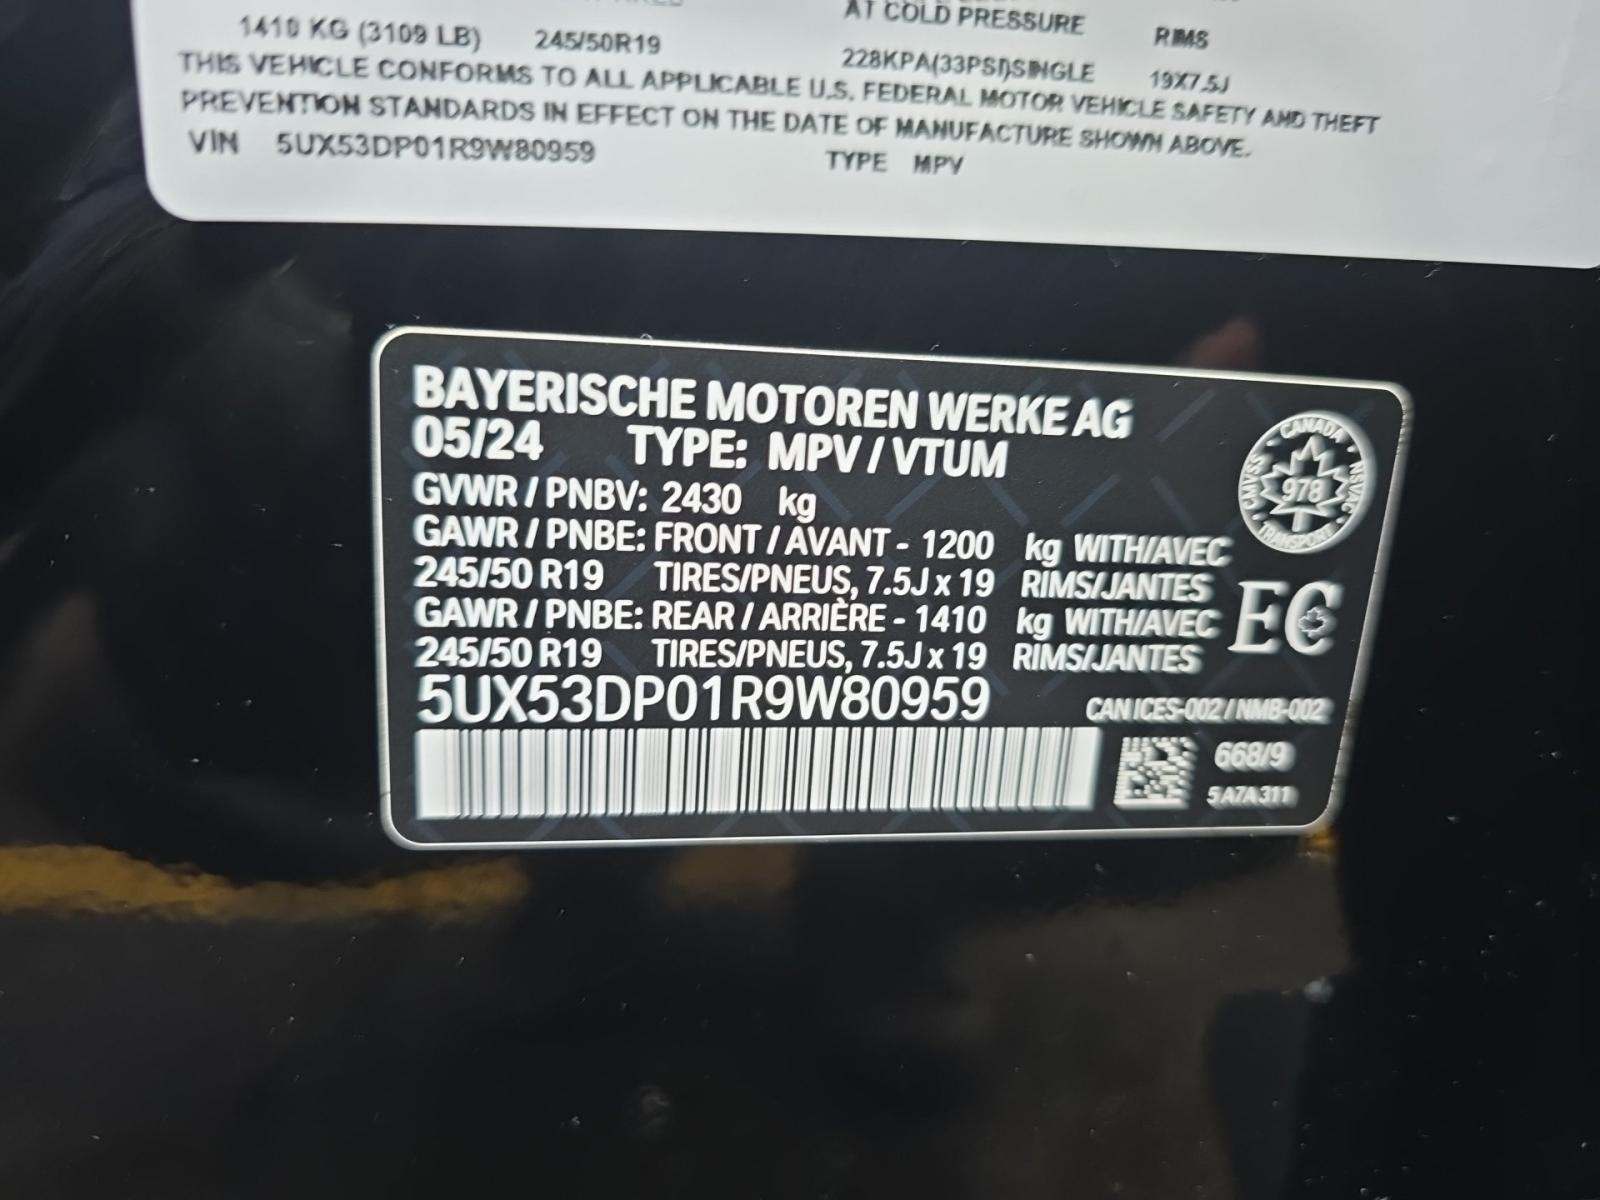 AT COLD PRESSURE RIMS
1410 KG (3109 LB) 245/50R19 228KPA(33PSI)SINGLE 19X7.5J
THIS VEHICLE CONFORMS TO ALL APPLICABLE U.S. FEDERAL MOTOR VEHICLE SAFETY AND THEFT
PREVENTION STANDARDS IN EFFECT ON THE DATE OF MANUFACTURE SHOWN ABOVE.
VIN 5UX53DP01R9W80959 TYPE MPV
BAYERISCHE MOTOREN WERKE AG
05/24 TYPE: MPV / VTUM
GVWR / PNBV: 2430 kg
GAWR / PNBE: FRONT / AVANT - 1200 kg WITH/AVEC
245/50 R19 TIRES/PNEUS, 7.5J x 19 RIMS/JANTES
GAWR / PNBE: REAR / ARRIÈRE - 1410 kg WITH/AVEC
245/50 R19 TIRES/PNEUS, 7.5J x 19 RIMS/JANTES
5UX53DP01R9W80959
CANADA
CMVSS 978 NSVAC
TRANSPORT
EC
CAN ICES-002 / NMB-002
668/9
5A7A311